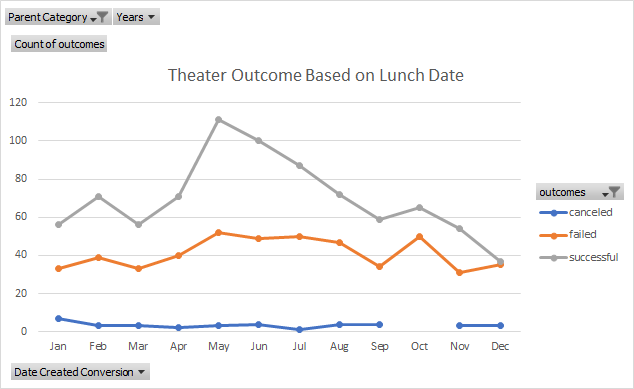 Parent Category Years
Count of outcomes
Theater Outcome Based on Lunch Date
120
100
80
60
40
20
0
Jan Feb Mar Apr May Jun Jul Aug Sep Oct Nov Dec
outcomes
canceled
failed
successful
Date Created Conversion